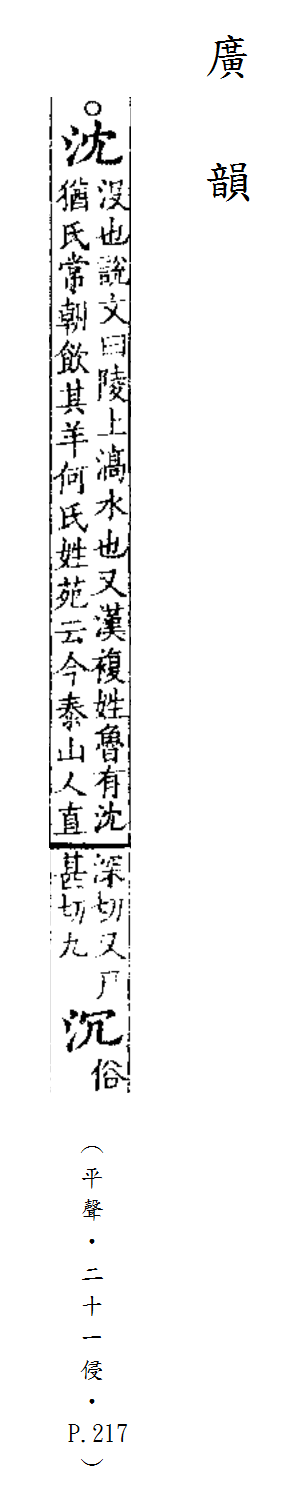 廣韻
○沈
沒也說文曰陵上滈水也又漢複姓魯有沈
猶氏常朝飲其羊何氏姓苑云今泰山人直
深切又尸
甚切九
沉俗
（平聲・二十一侵・P.217）